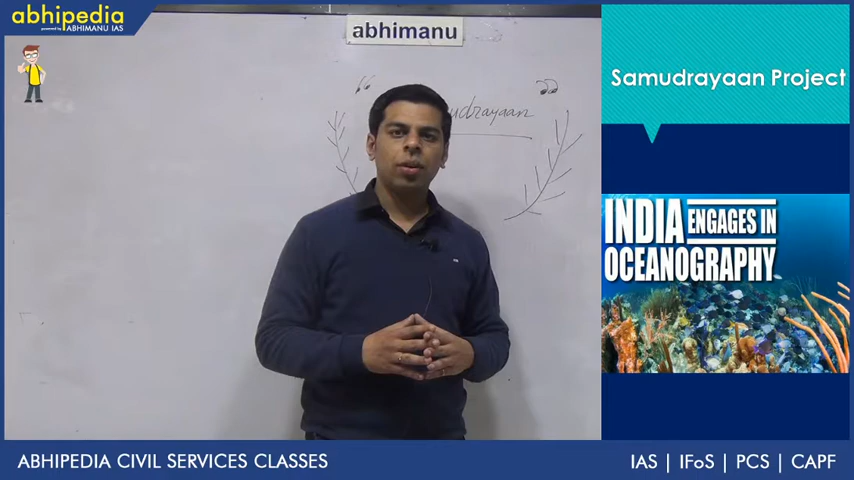 abhipedia
powered by ABHIMANU IAS
abhimanu
udrayaan
Samudrayaan Project
INDIA ENGAGES IN
OCEANOGRAPHY
ABHIPEDIA CIVIL SERVICES CLASSES
IAS | IFoS | PCS | CAPF